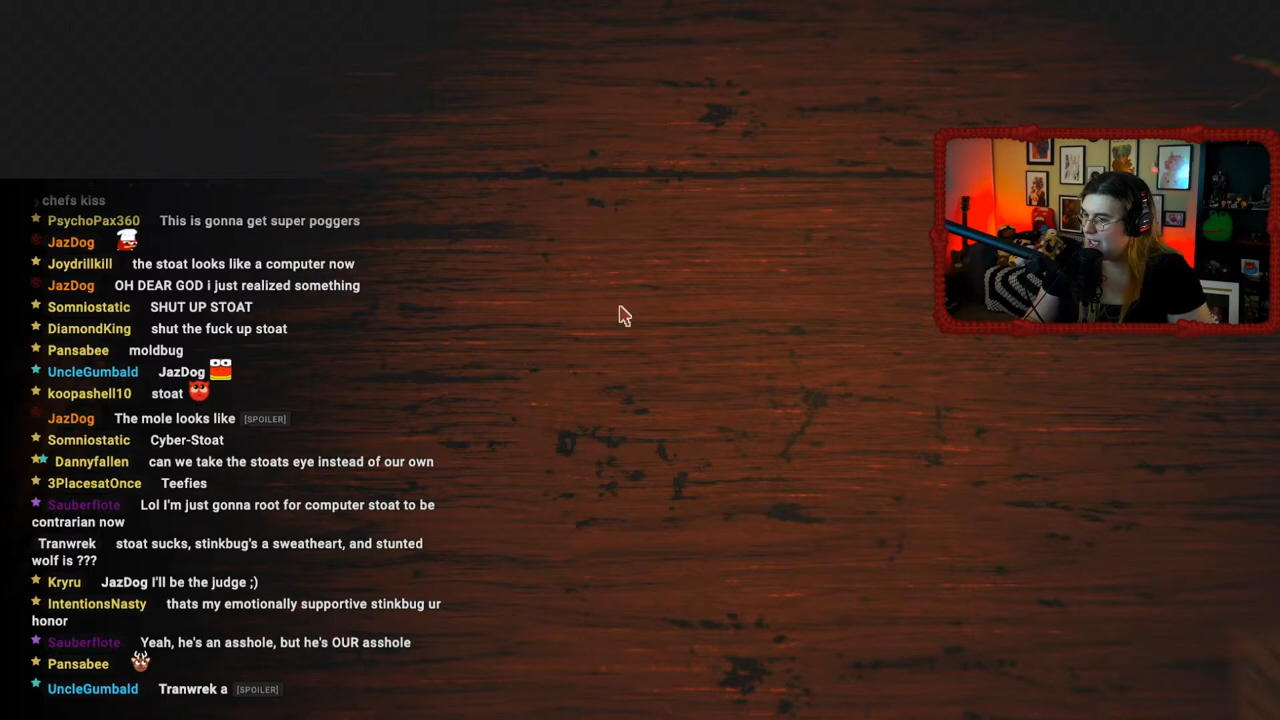 chefs kiss
PsychoPax360 This is gonna get super poggers
JazDog
Joydrillkill the stoat looks like a computer now
JazDog OH DEAR GOD i just realized something
Somniostatic SHUT UP STOAT
DiamondKing shut the fuck up stoat
Pansabee moldbug
UncleGumbald JazDog
koopashell10 stoat
JazDog The mole looks like [SPOILER]
Somniostatic Cyber-Stoat
Dannyfallen can we take the stoats eye instead of our own
3PlacesatOnce Teefies
Sauberflote Lol I'm just gonna root for computer stoat to be
contrarian now
Tranwrek stoat sucks, stinkbug's a sweatheart, and stunted
wolf is ???
Kryru JazDog I'll be the judge ;)
IntentionsNasty thats my emotionally supportive stinkbug ur
honor
Sauberflote Yeah, he's an asshole, but he's OUR asshole
Pansabee
UncleGumbald Tranwrek a [SPOILER]